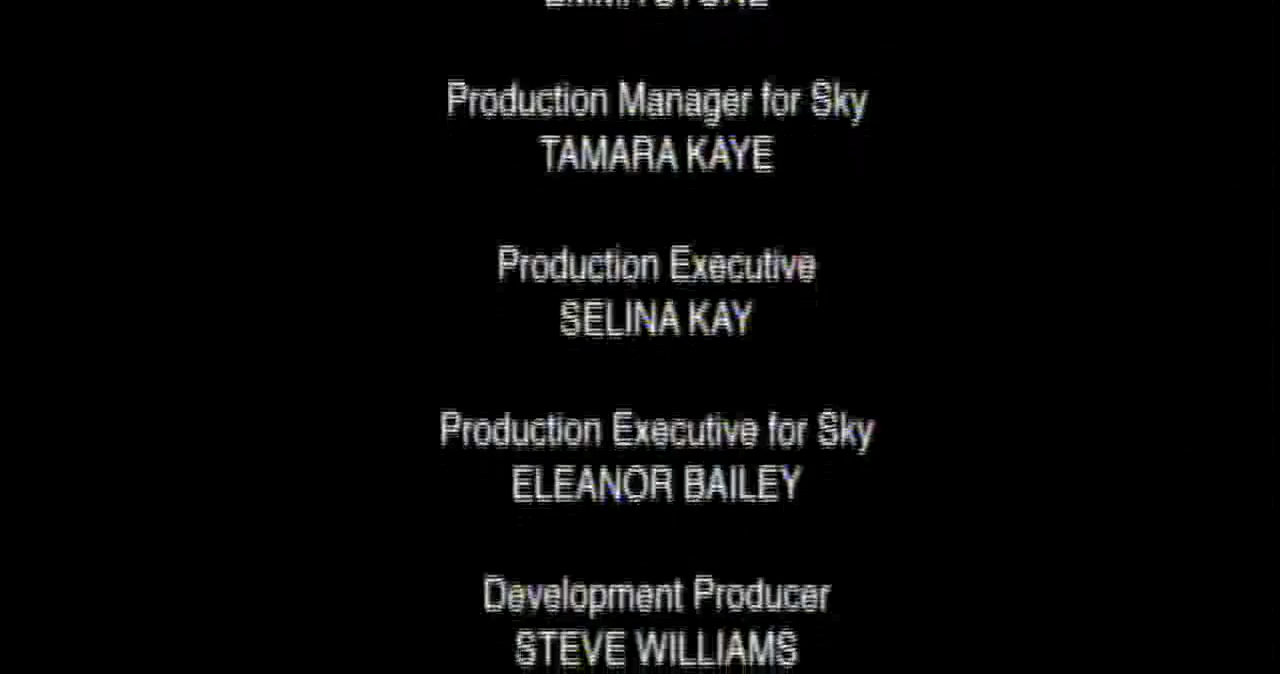 Production Manager for Sky
TAMARA KAYE
Production Executive
SELINA KAY
Production Executive for Sky
ELEANOR BAILEY
Development Producer
STEVE WILLIAMS